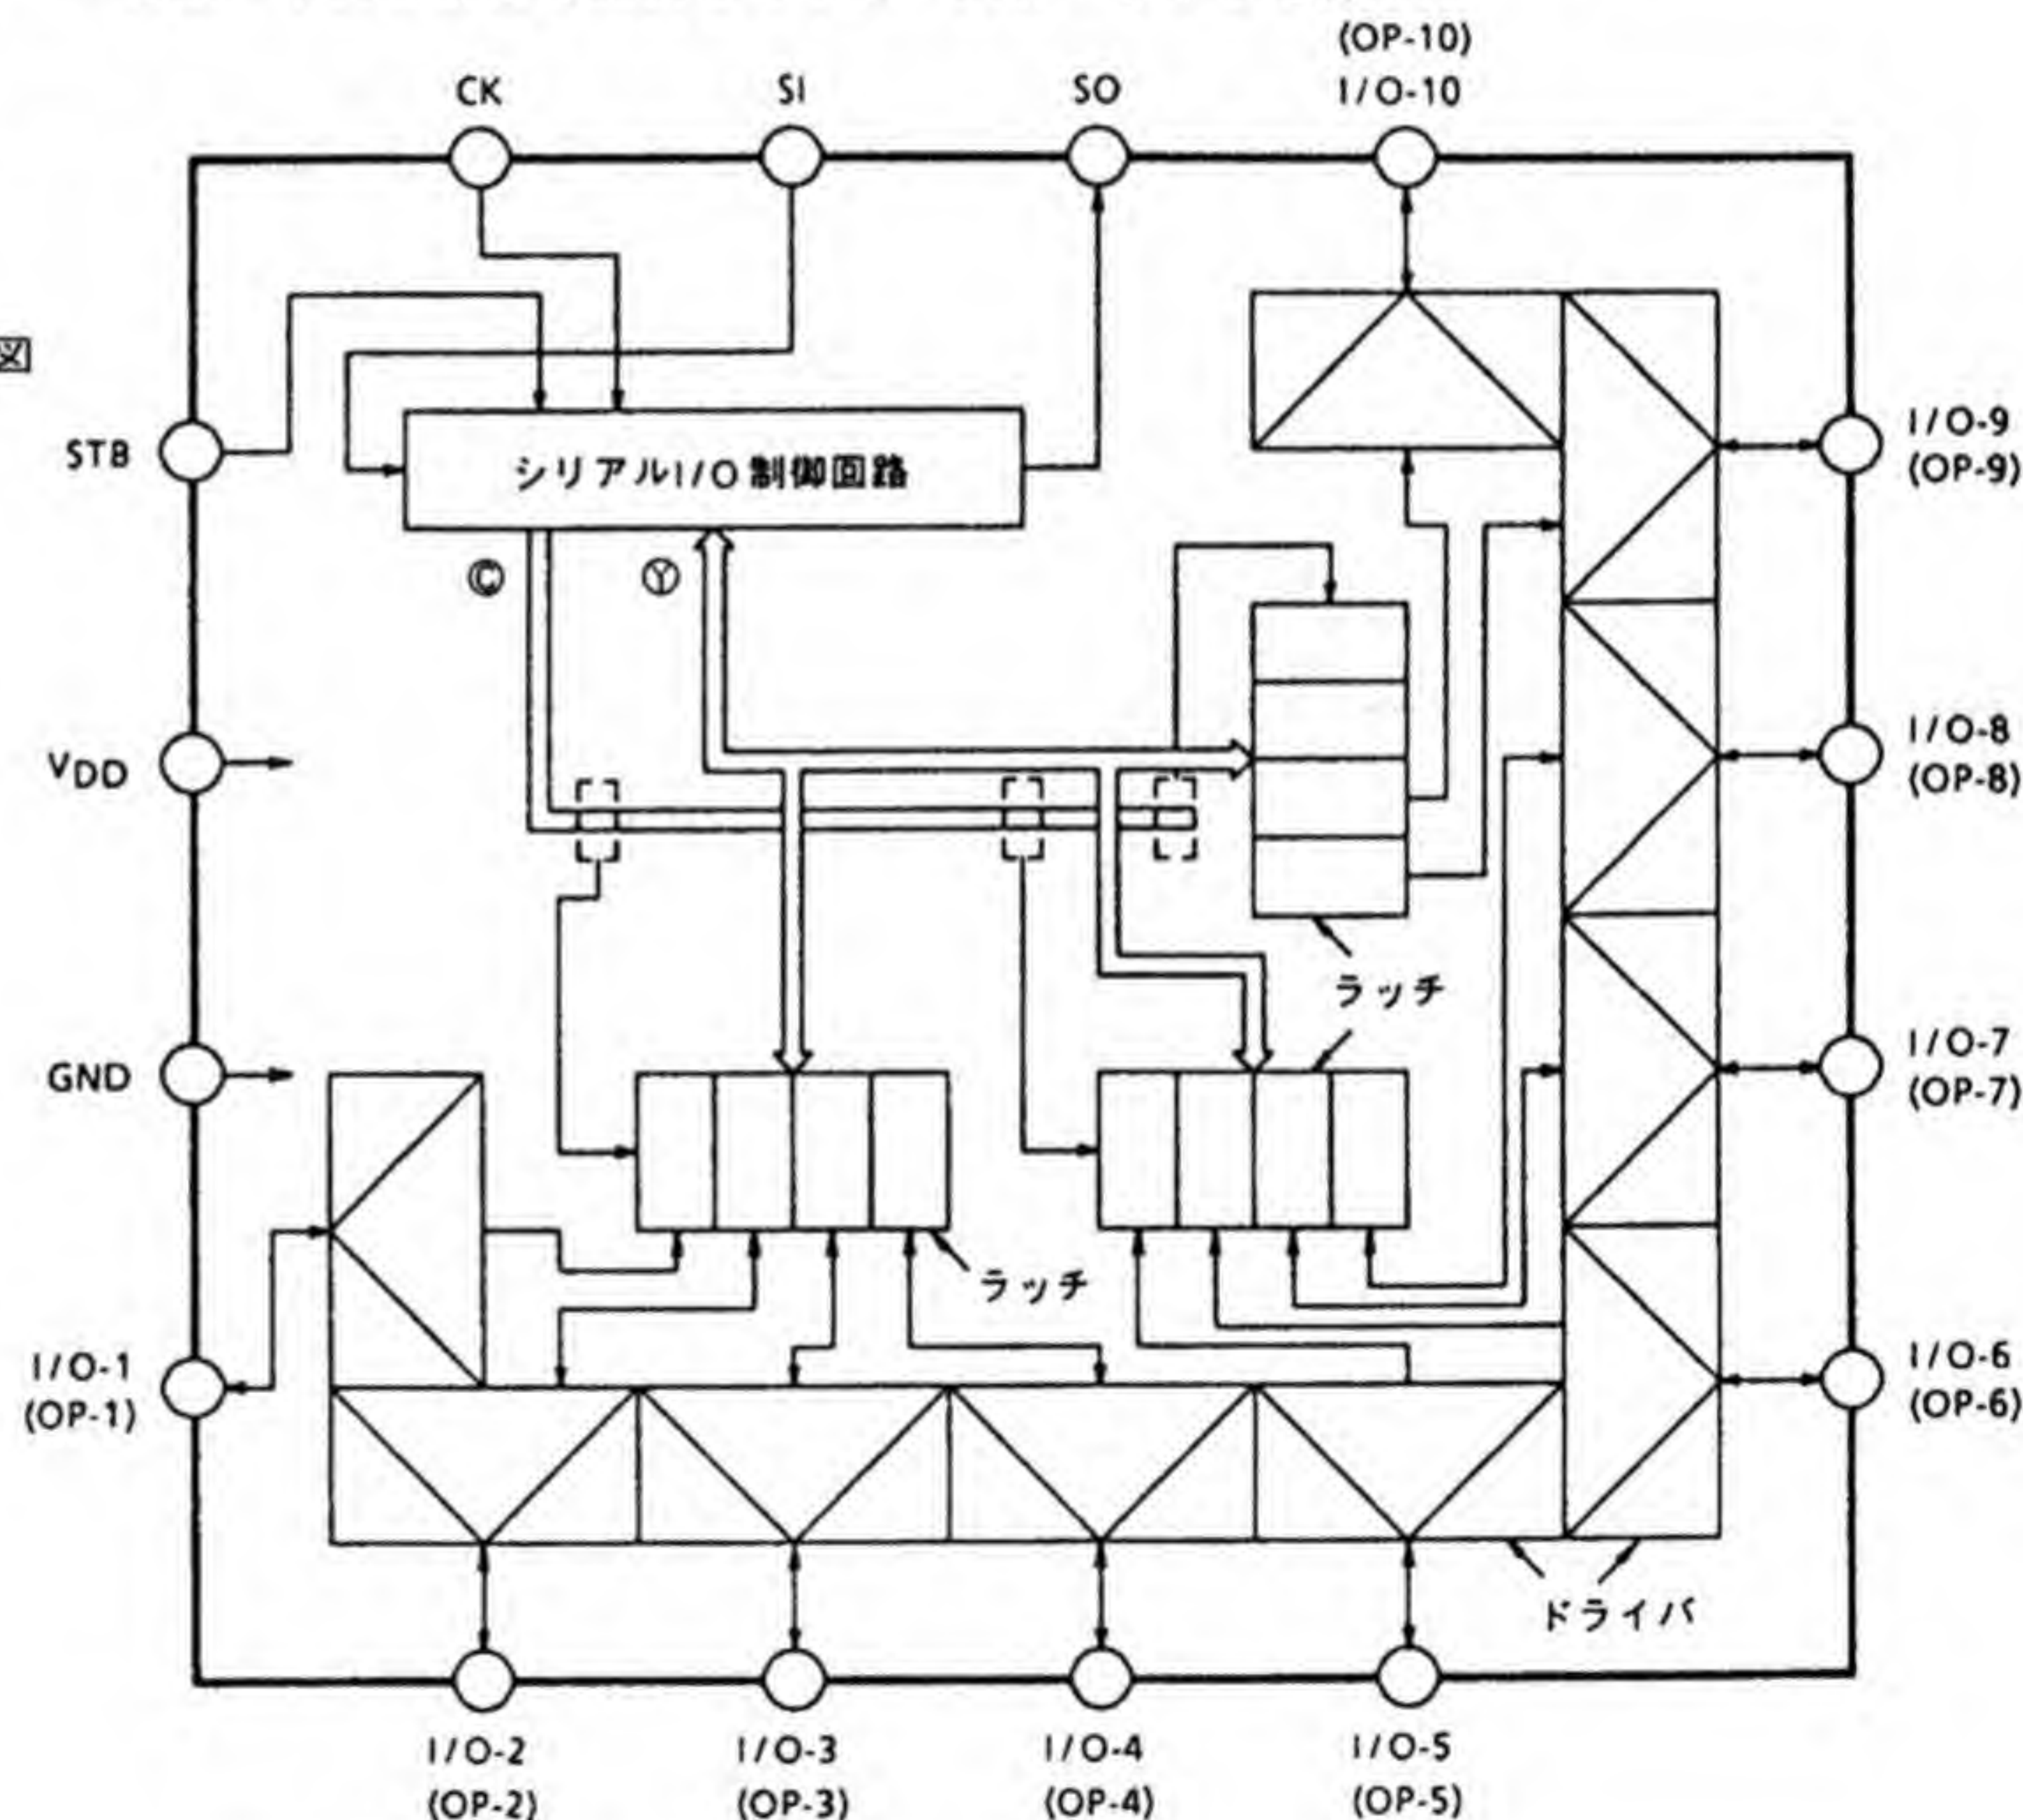 (OP-10)
CK
SI
SO
I/O-10
図
STB
シリアルI/O 制御回路
I/O-9
(OP-9)
Ⓒ
Ⓨ
VDD
I/O-8
(OP-8)
ラッチ
GND
I/O-7
(OP-7)
ラッチ
I/O-1
(OP-1)
I/O-6
(OP-6)
ドライバ
I/O-2
(OP-2)
I/O-3
(OP-3)
I/O-4
(OP-4)
I/O-5
(OP-5)